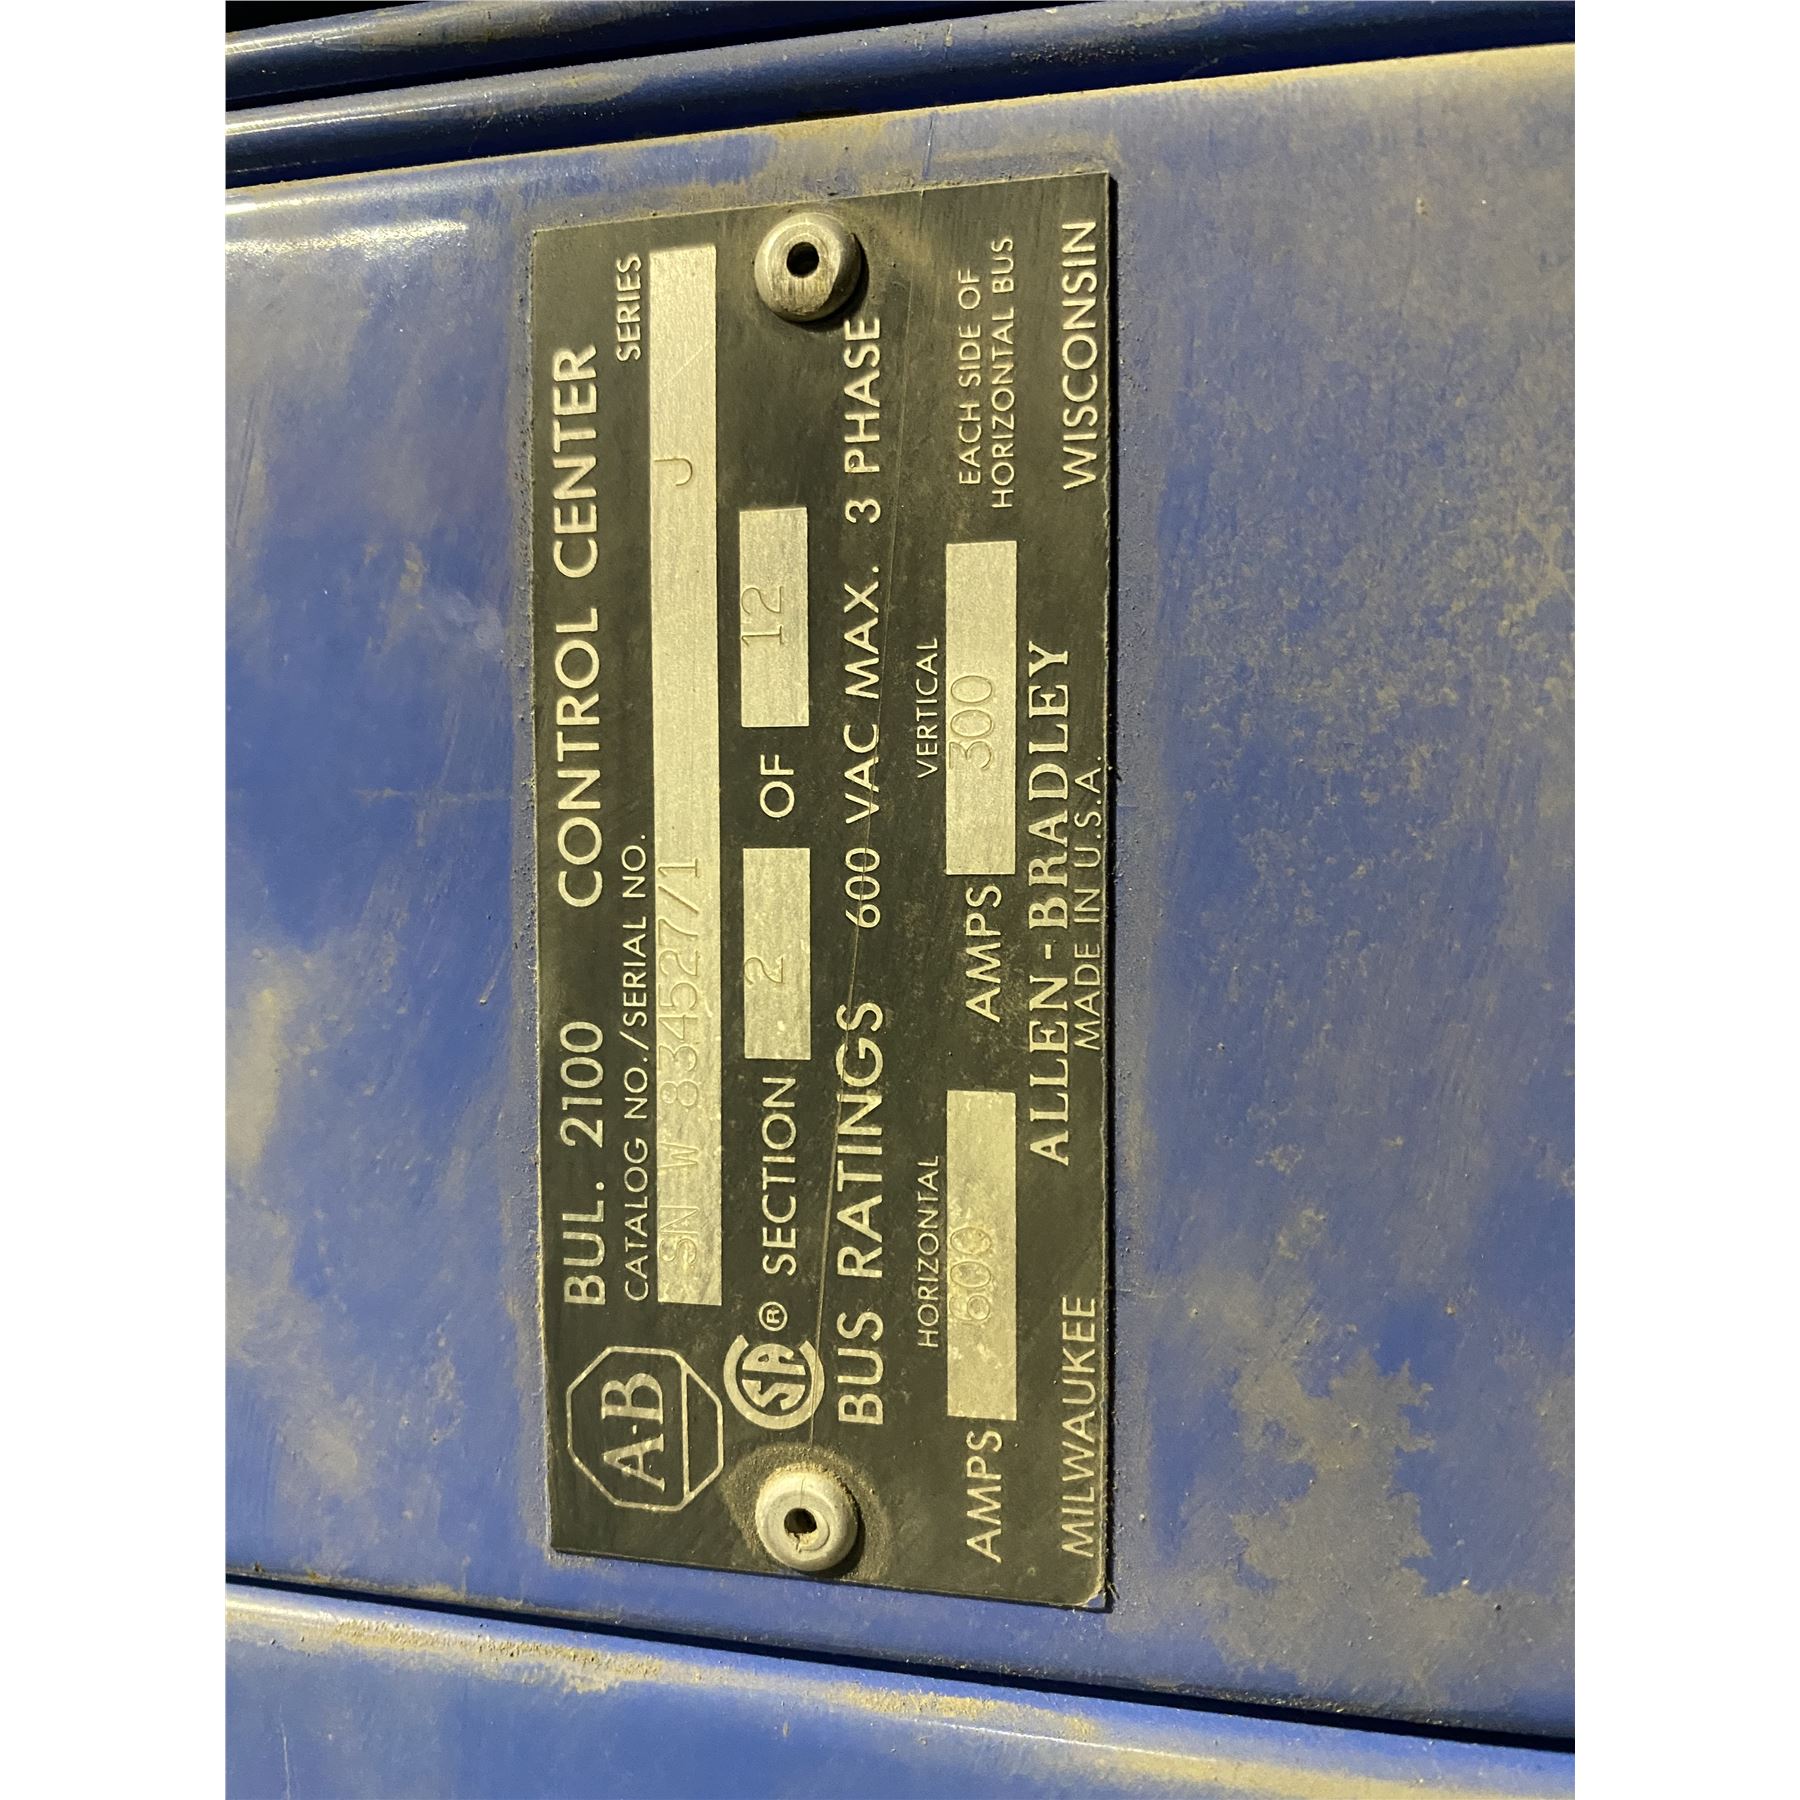 A-B
BUL. 2100 CONTROL CENTER
CATALOG NO./SERIAL NO. SERIES
SN W 834527/1 J
SA ® SECTION 2 OF 12
BUS RATINGS 600 VAC MAX. 3 PHASE
HORIZONTAL VERTICAL
AMPS 600 AMPS 300 EACH SIDE OF
HORIZONTAL BUS
ALLEN-BRADLEY
MILWAUKEE MADE IN U.S.A. WISCONSIN